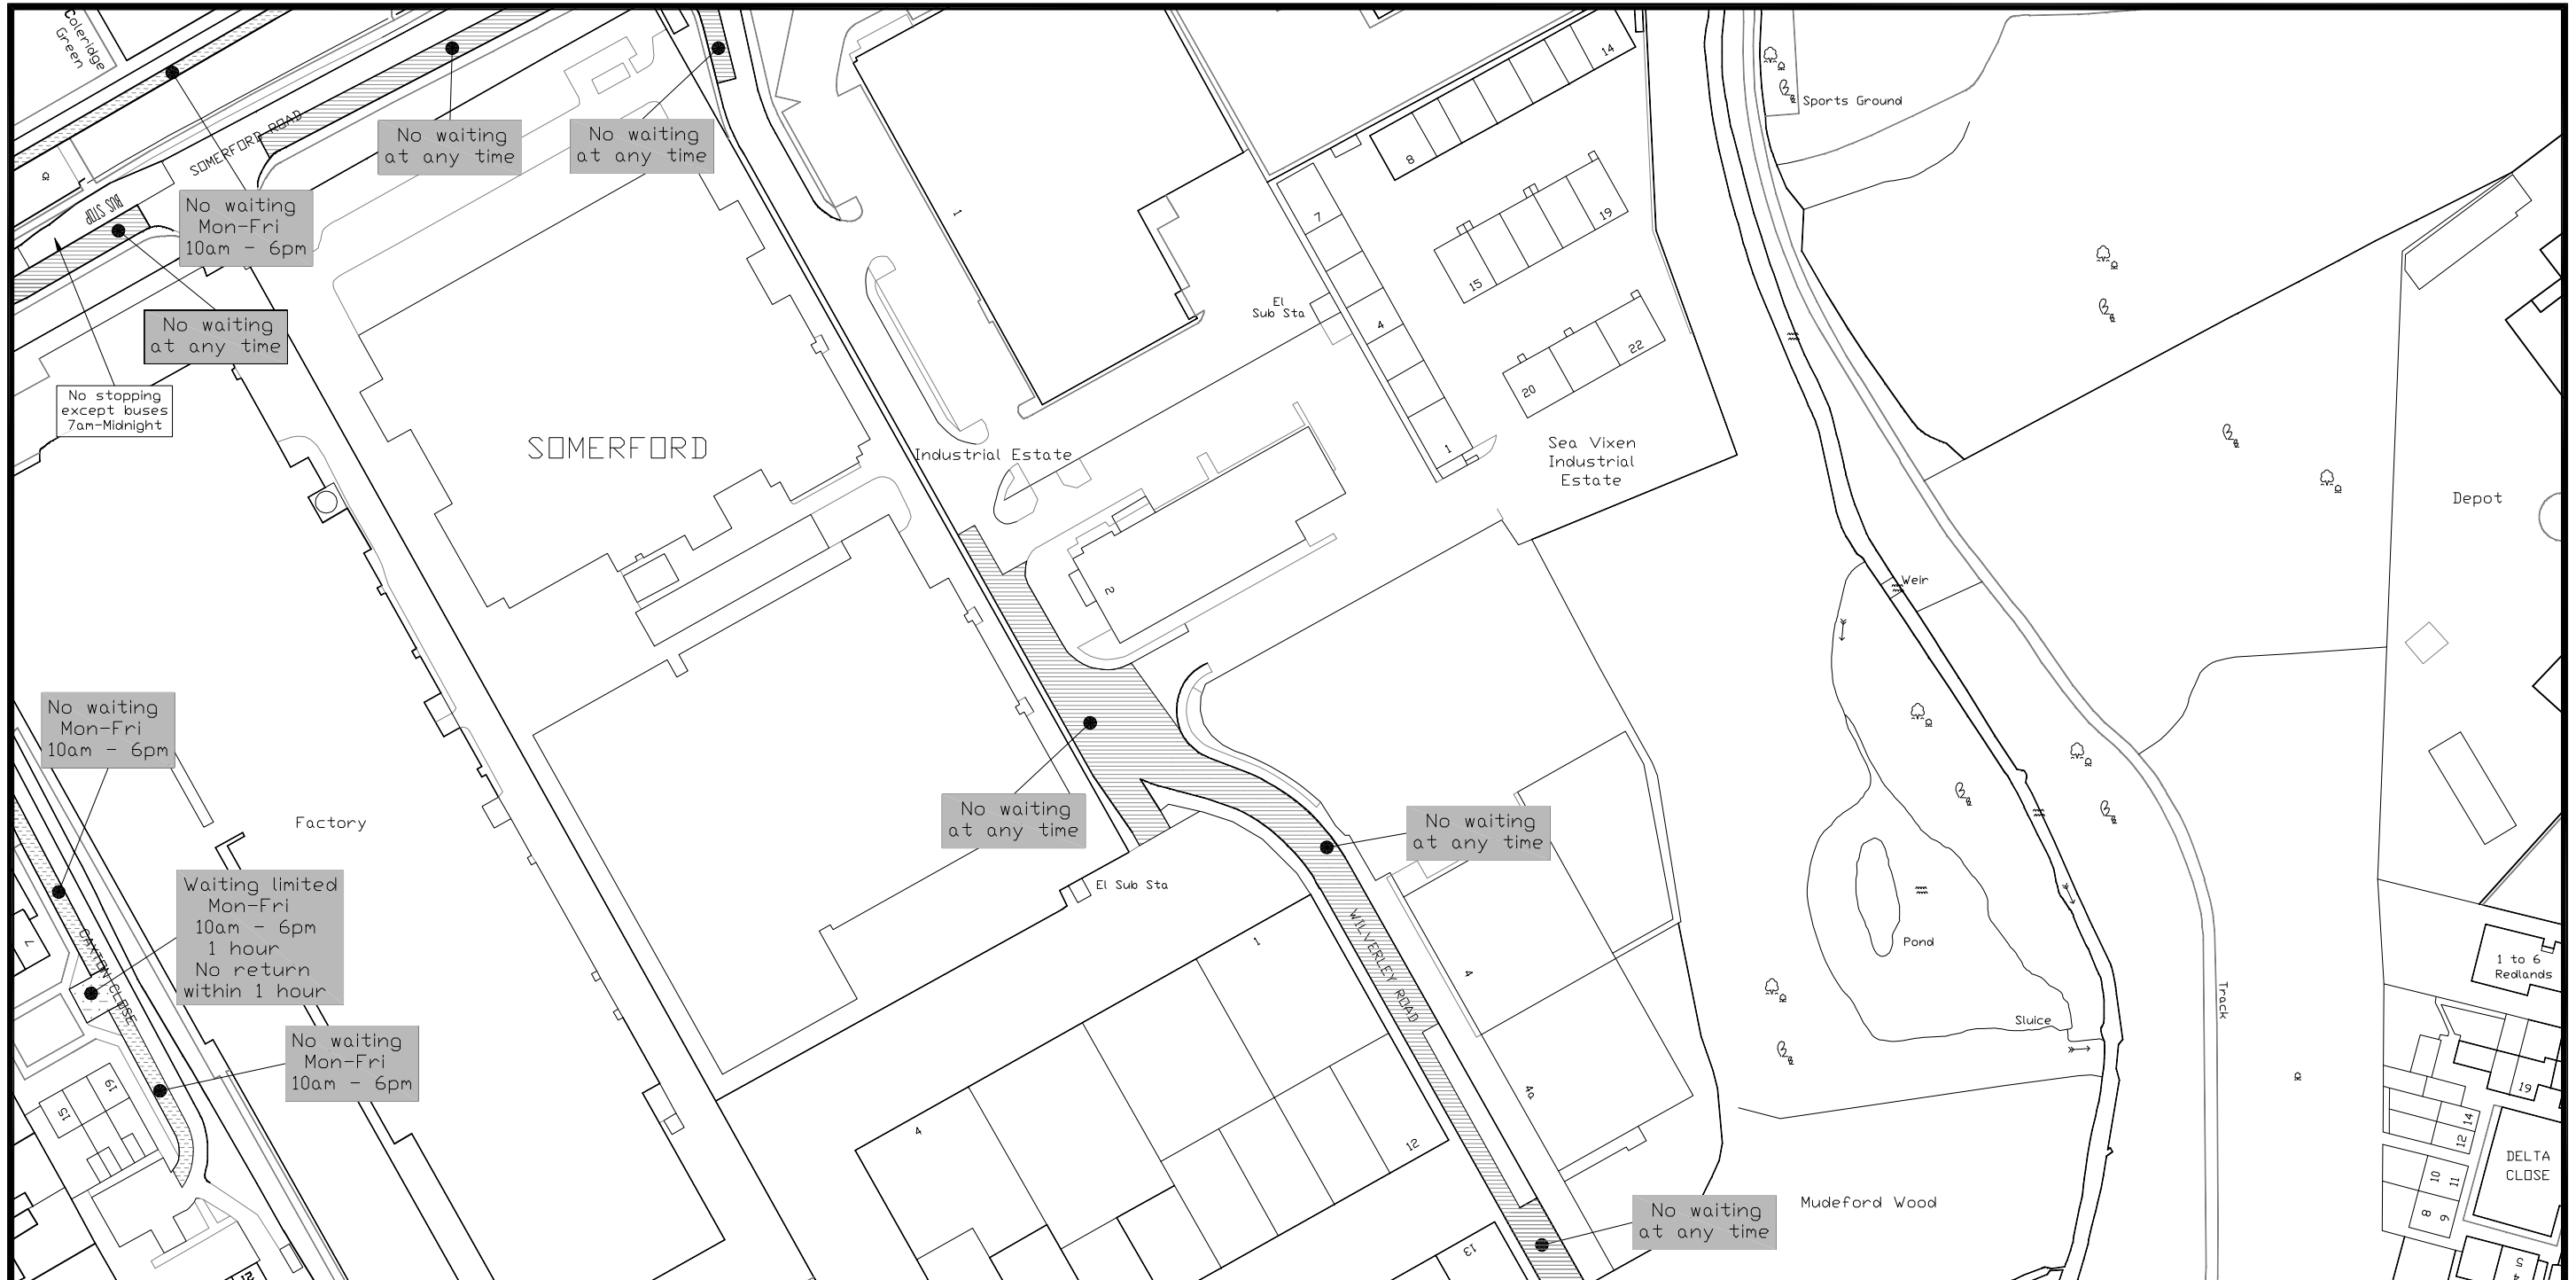 Coleridge
Green
SOMERFORD ROAD
BUS STOP
No waiting
at any time
No waiting
at any time
No waiting
Mon-Fri
10am - 6pm
No waiting
at any time
No stopping
except buses
7am-Midnight
SOMERFORD
Industrial Estate
1
14
8
7
4
1
19
15
22
20
El
Sub Sta
Sea Vixen
Industrial
Estate
Sports Ground
Depot
Weir
2
No waiting
Mon-Fri
10am - 6pm
Factory
Waiting limited
Mon-Fri
10am - 6pm
1 hour
No return
within 1 hour
No waiting
Mon-Fri
10am - 6pm
CAXTON CLOSE
7
19
15
21
No waiting
at any time
No waiting
at any time
El Sub Sta
WILVERLEY ROAD
1
4
12
13
4
4a
No waiting
at any time
Pond
Sluice
Track
Mudeford Wood
1 to 6
Redlands
19
14
12
10
11
8
9
DELTA
CLOSE
5